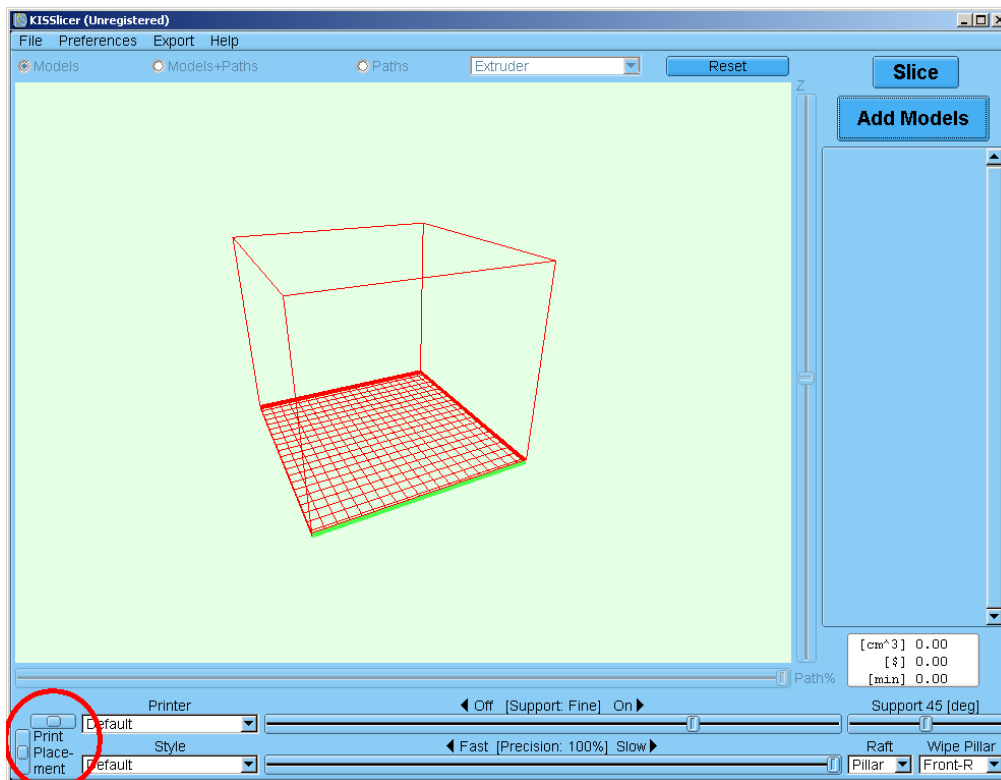 KISSlicer (Unregistered)
File Preferences Export Help
Models Models+Paths Paths Extruder Reset Slice
Z
Add Models
[cm^3] 0.00
[$] 0.00
[min] 0.00
Path%
Printer Off [Support: Fine] On Support 45 [deg]
Default
Print Place-ment
Style Fast [Precision: 100%] Slow Raft Wipe Pillar
Default Pillar Front-R